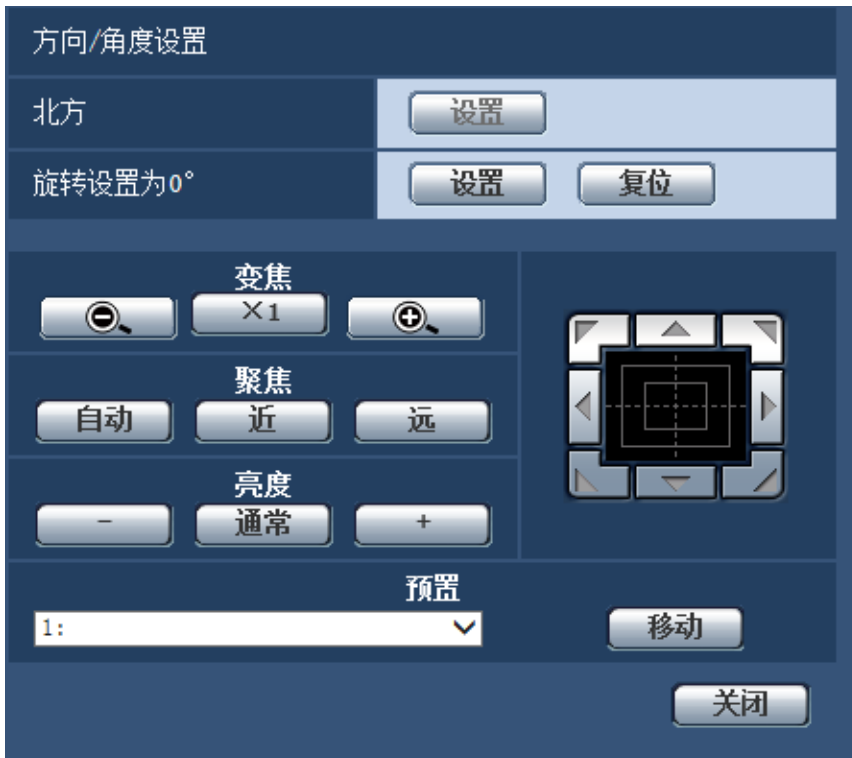 方向/角度设置
北方 设置
旋转设置为0° 设置 复位
变焦
×1
聚焦
自动 近 远
亮度
- 通常 +
预置
1: 移动
关闭